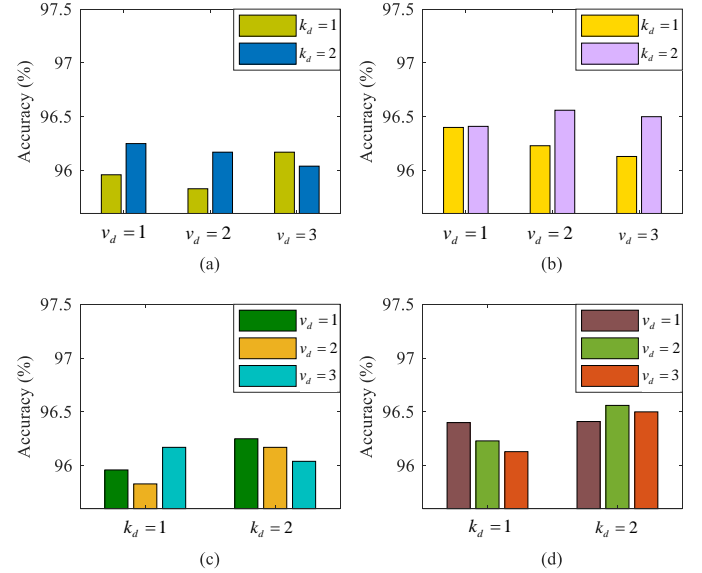 97.5
97
96.5
96
Accuracy (%)
k_d = 1
k_d = 2
v_d = 1
v_d = 2
v_d = 3
(a)
97.5
97
96.5
96
Accuracy (%)
k_d = 1
k_d = 2
v_d = 1
v_d = 2
v_d = 3
(b)
97.5
97
96.5
96
Accuracy (%)
v_d = 1
v_d = 2
v_d = 3
k_d = 1
k_d = 2
(c)
97.5
97
96.5
96
Accuracy (%)
v_d = 1
v_d = 2
v_d = 3
k_d = 1
k_d = 2
(d)